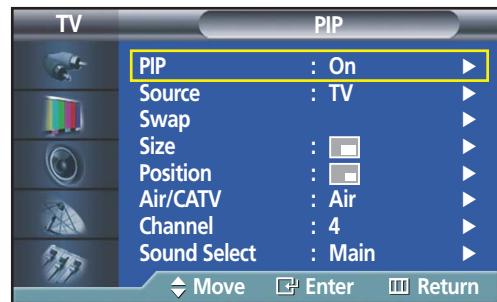 TV PIP
PIP : On
Source : TV
Swap
Size :
Position :
Air/CATV : Air
Channel : 4
Sound Select : Main
Move Enter Return